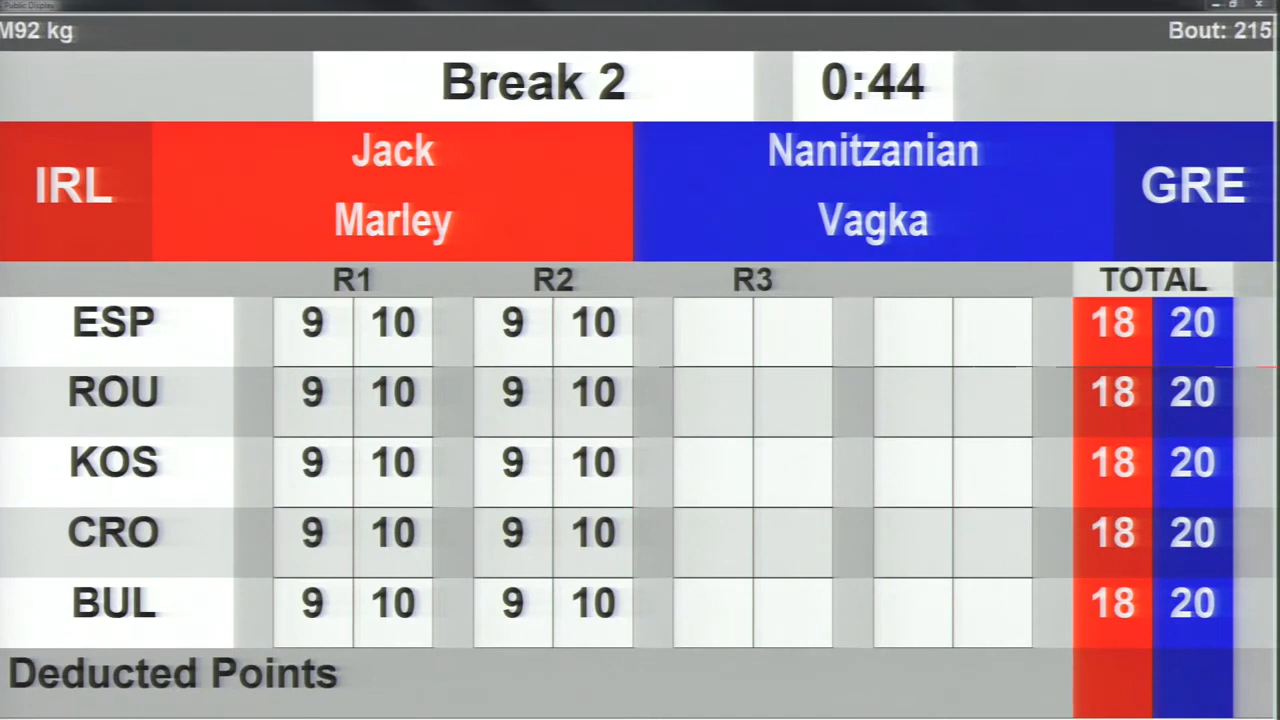 Public Display
M92 kg Bout: 215
Break 2 0:44
IRL Jack Marley Nanitzanian Vagka GRE
R1 R2 R3 TOTAL
ESP 9 10 9 10 18 20
ROU 9 10 9 10 18 20
KOS 9 10 9 10 18 20
CRO 9 10 9 10 18 20
BUL 9 10 9 10 18 20
Deducted Points